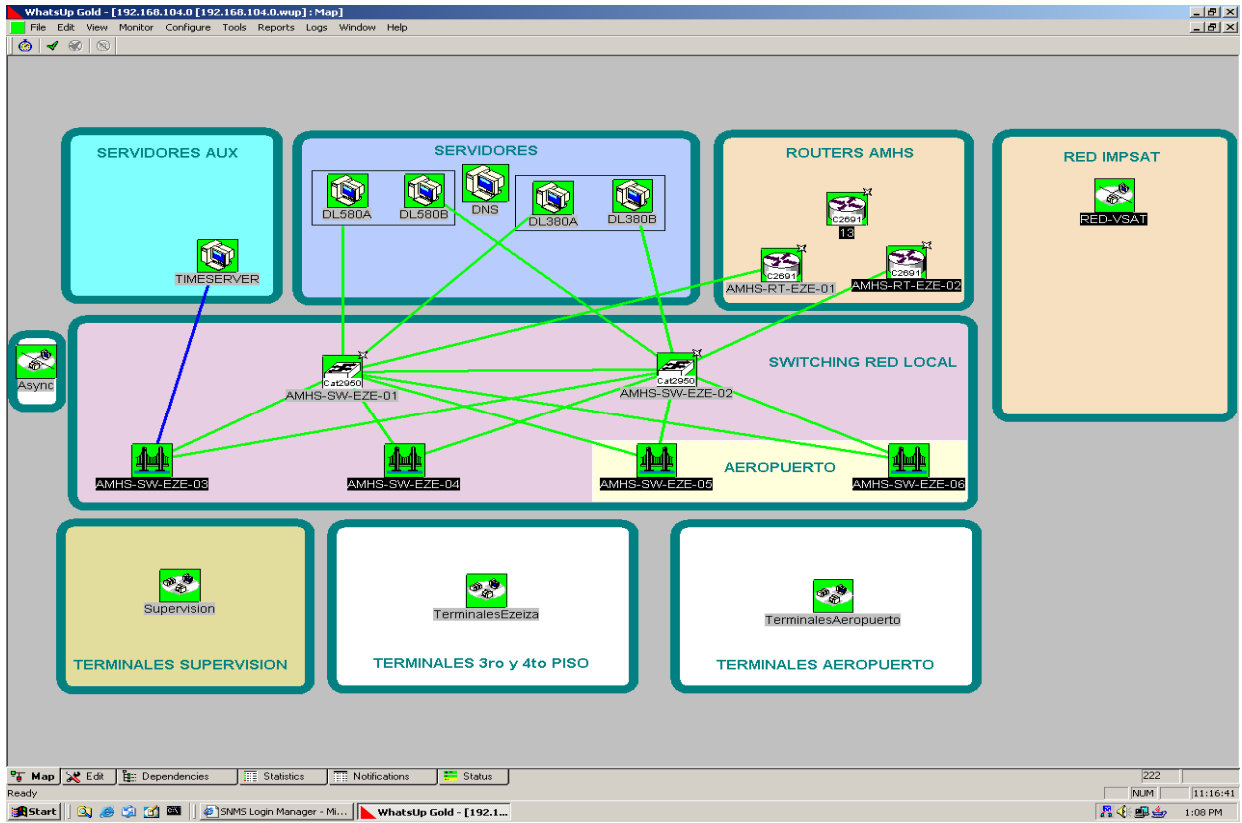 WhatsUp Gold - [192.168.104.0 [192.168.104.0.wup] : Map]
File Edit View Monitor Configure Tools Reports Logs Window Help
SERVIDORES AUX
TIMESERVER
SERVIDORES
DL580A
DL580B
DNS
DL380A
DL380B
ROUTERS AMHS
C2691
13
C2691
AMHS-RT-EZE-01
C2691
AMHS-RT-EZE-02
RED IMPSAT
RED-VSAT
Async
SWITCHING RED LOCAL
Cat2950
AMHS-SW-EZE-01
Cat2950
AMHS-SW-EZE-02
AEROPUERTO
AMHS-SW-EZE-03
AMHS-SW-EZE-04
AMHS-SW-EZE-05
AMHS-SW-EZE-06
Supervision
TERMINALES SUPERVISION
TerminalesEzeiza
TERMINALES 3ro y 4to PISO
TerminalesAeropuerto
TERMINALES AEROPUERTO
Map Edit Dependencies Statistics Notifications Status 222
Ready NUM 11:16:41
Start SNMS Login Manager - Mi... WhatsUp Gold - [192.1... 1:08 PM